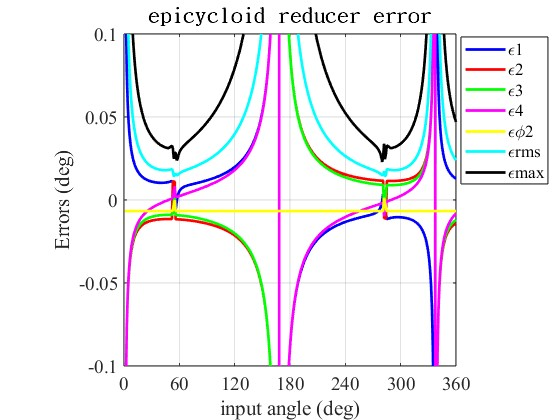 epicycloid reducer error
0.1
0.05
0
-0.05
-0.1
Errors (deg)
0 60 120 180 240 300 360
input angle (deg)
ϵ1
ϵ2
ϵ3
ϵ4
ϵϕ2
ϵrms
ϵmax